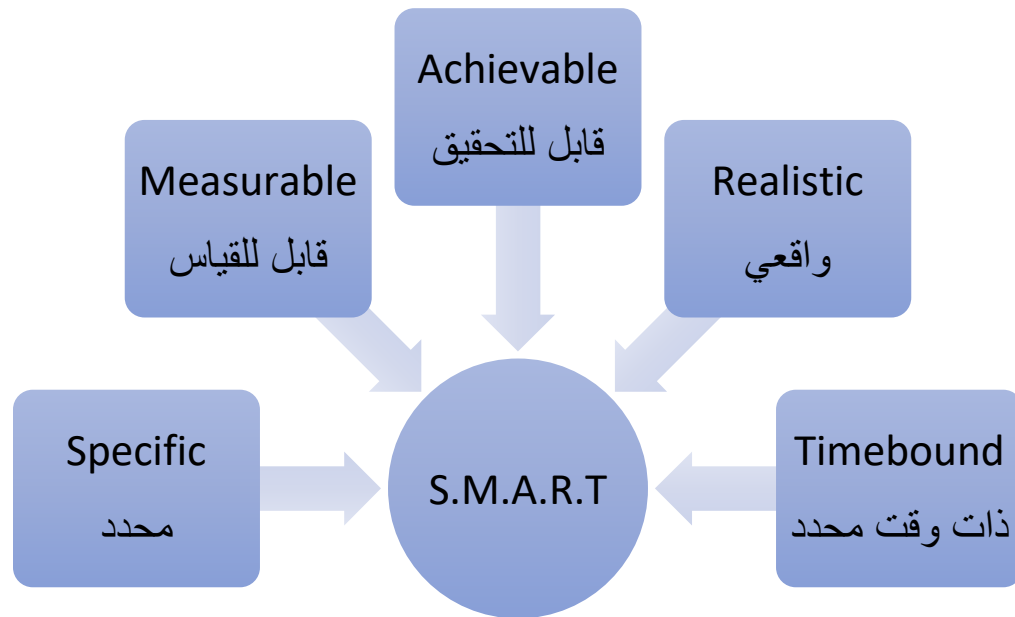 Achievable
قابل للتحقيق
Measurable
قابل للقياس
Realistic
واقعي
Specific
محدد
S.M.A.R.T
Timebound
ذات وقت محدد